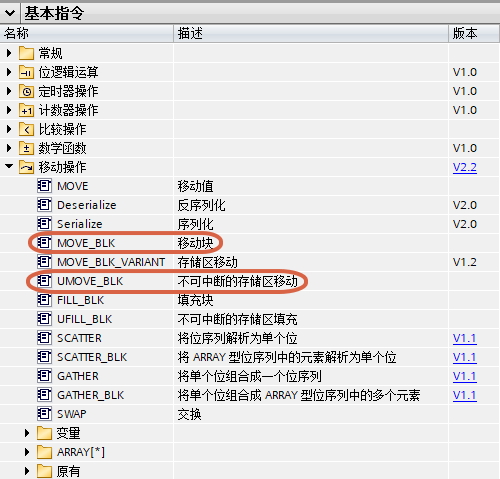 基本指令
名称 描述 版本
常规
位逻辑运算 V1.0
定时器操作 V1.0
计数器操作 V1.0
比较操作
数学函数 V1.0
移动操作 V2.2
MOVE 移动值
Deserialize 反序列化 V2.0
Serialize 序列化 V2.0
MOVE_BLK 移动块
MOVE_BLK_VARIANT 存储区移动 V1.2
UMOVE_BLK 不可中断的存储区移动
FILL_BLK 填充块
UFILL_BLK 不可中断的存储区填充
SCATTER 将位序列解析为单个位 V1.1
SCATTER_BLK 将 ARRAY 型位序列中的元素解析为单个位 V1.1
GATHER 将单个位组合成一个位序列 V1.1
GATHER_BLK 将单个位组合成 ARRAY 型位序列中的多个元素 V1.1
SWAP 交换
变量
ARRAY[*]
原有